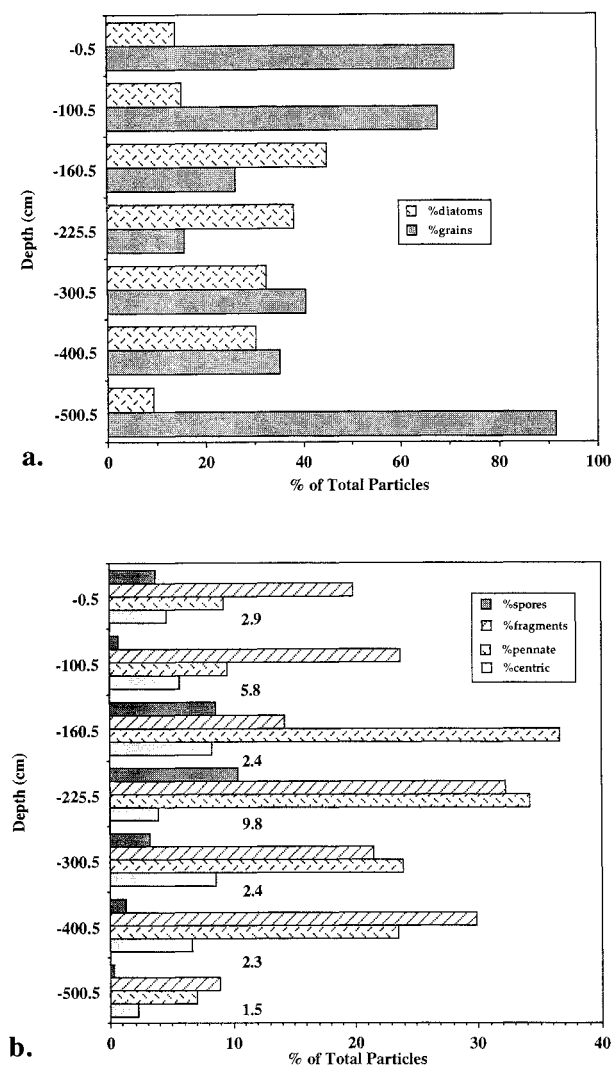 -0.5
-100.5
-160.5
-225.5
-300.5
-400.5
-500.5
Depth (cm)
%diatoms
%grains
a.
0 20 40 60 80 100
% of Total Particles
-0.5
-100.5
-160.5
-225.5
-300.5
-400.5
-500.5
Depth (cm)
%spores
%fragments
%pennate
%centric
2.9
5.8
2.4
9.8
2.4
2.3
1.5
b.
0 10 20 30 40
% of Total Particles